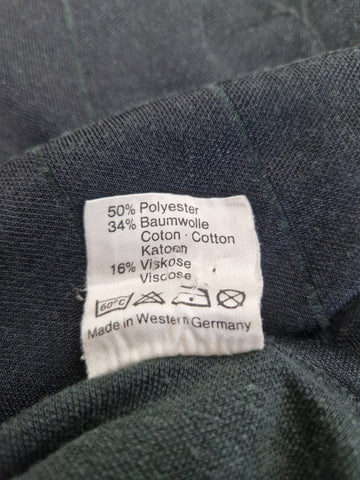 50% Polyester
34% Baumwolle
Coton · Cotton
Katoen
16% Viskose
Viscose
60°C
Made in Western Germany